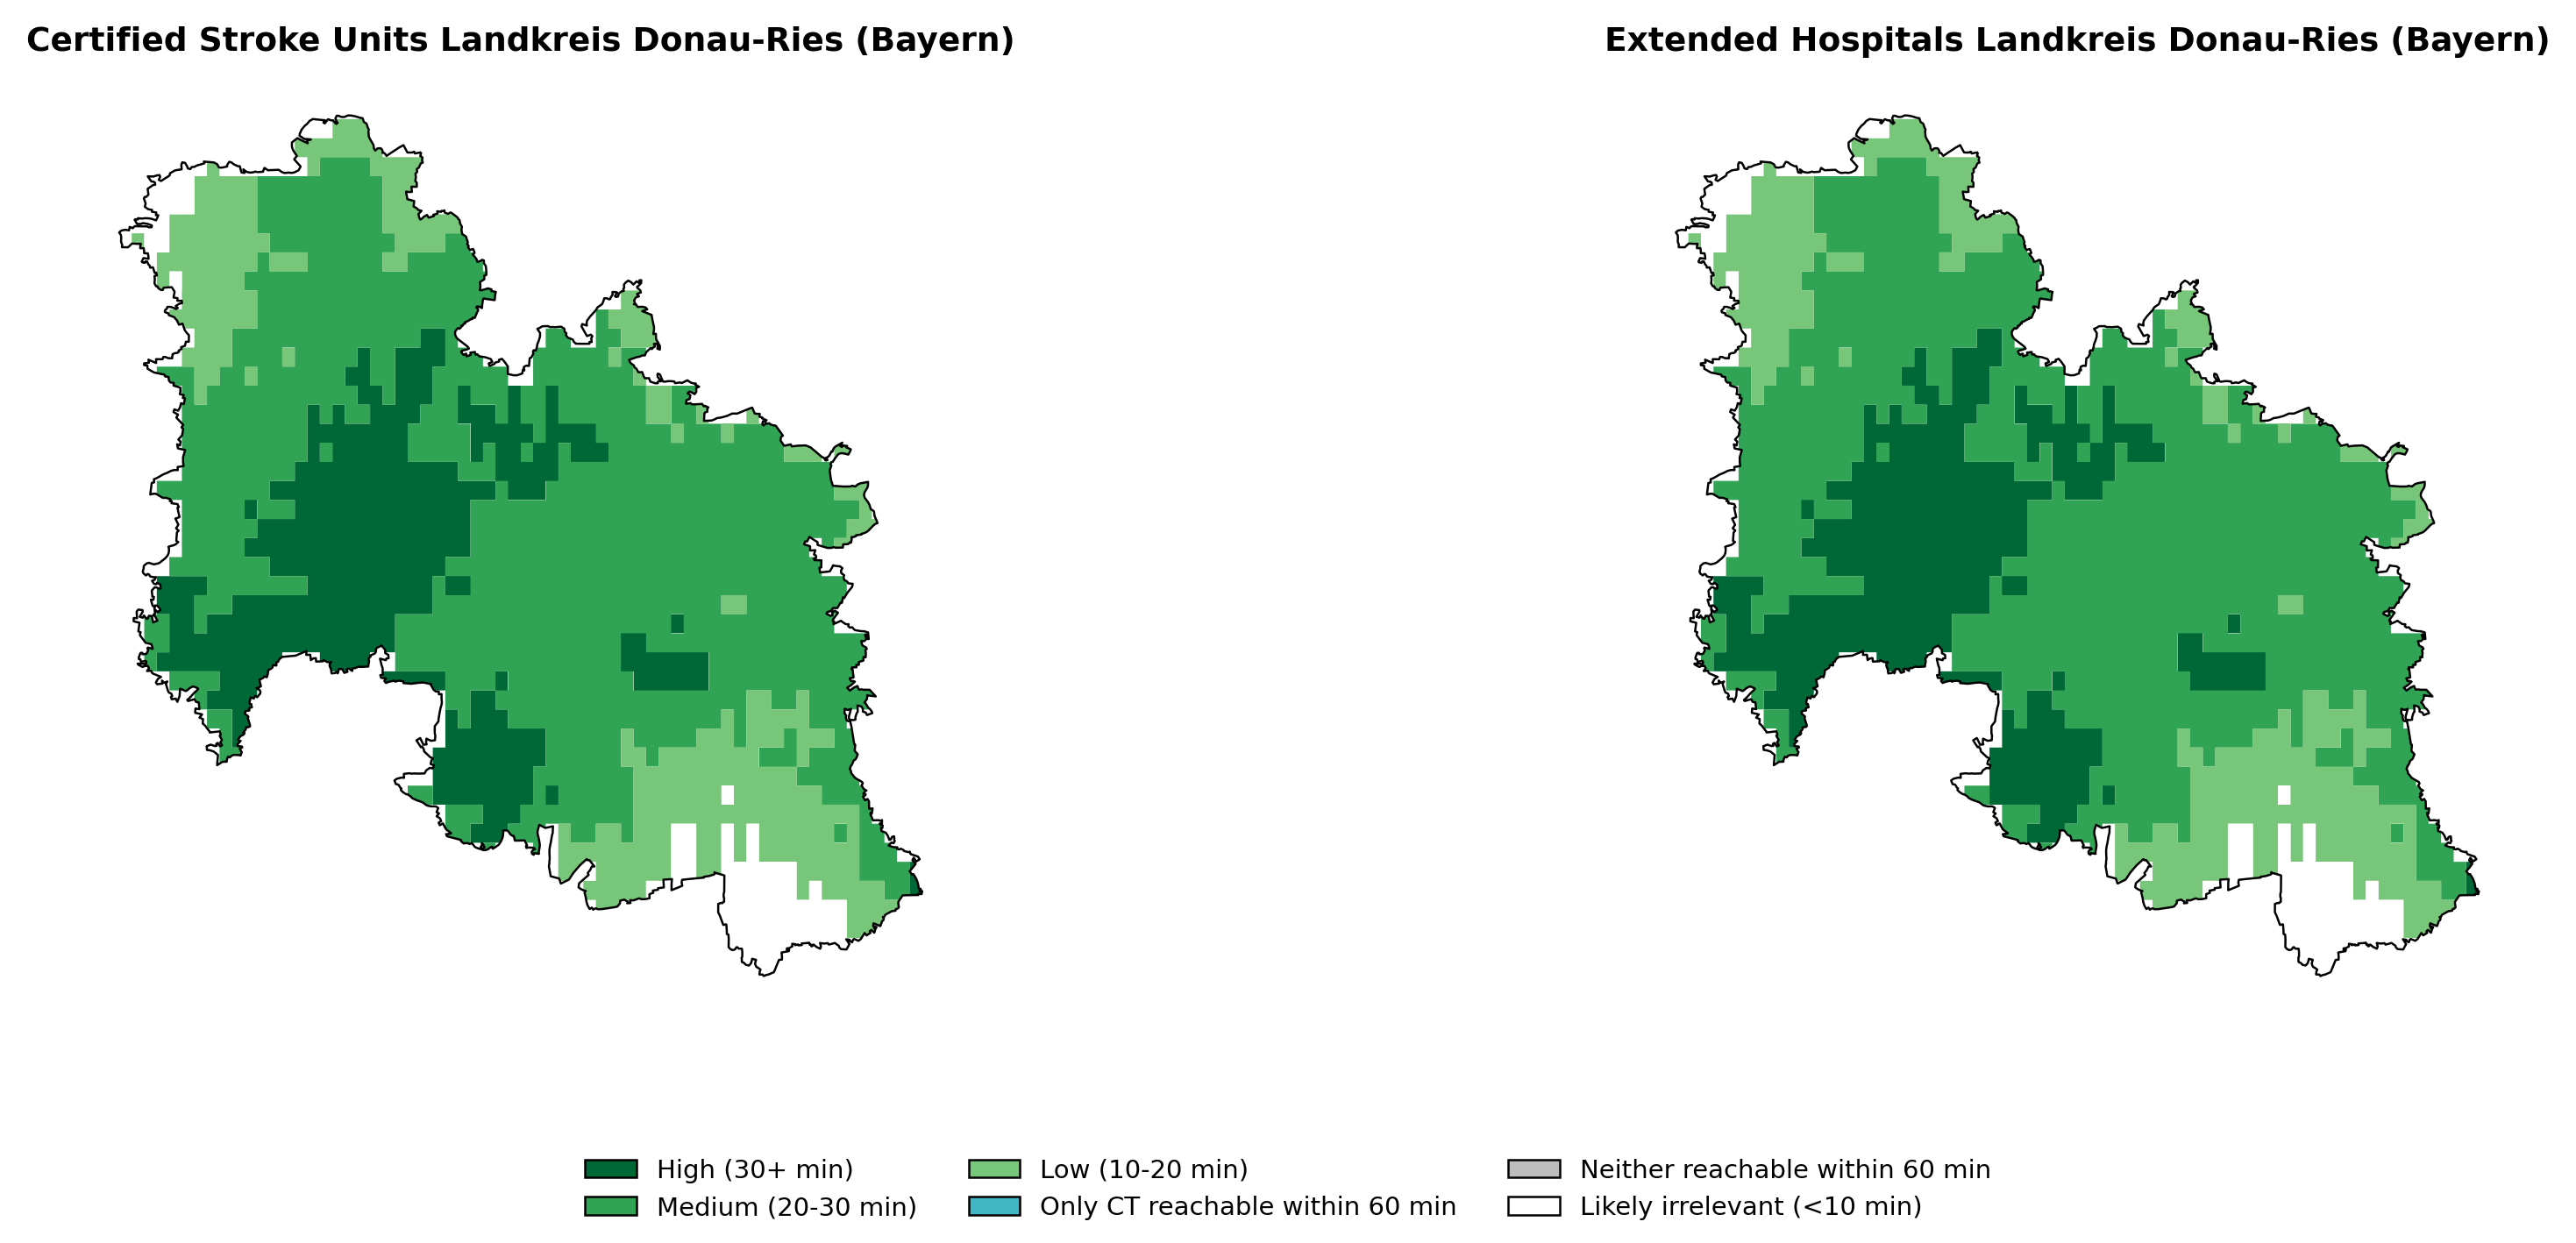 Certified Stroke Units Landkreis Donau-Ries (Bayern)
Extended Hospitals Landkreis Donau-Ries (Bayern)
High (30+ min)
Medium (20-30 min)
Low (10-20 min)
Only CT reachable within 60 min
Neither reachable within 60 min
Likely irrelevant (<10 min)